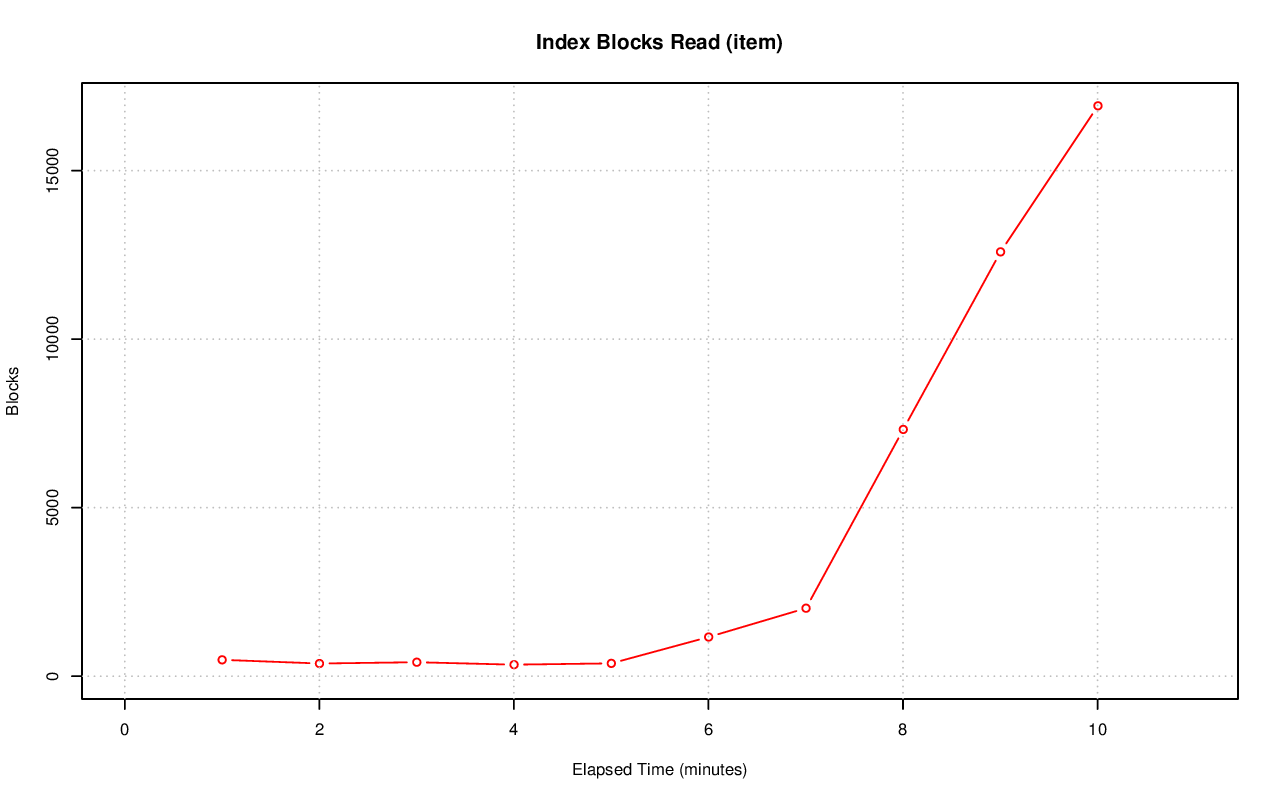 Index Blocks Read (item)
Blocks
15000
10000
5000
0
0 2 4 6 8 10
Elapsed Time (minutes)